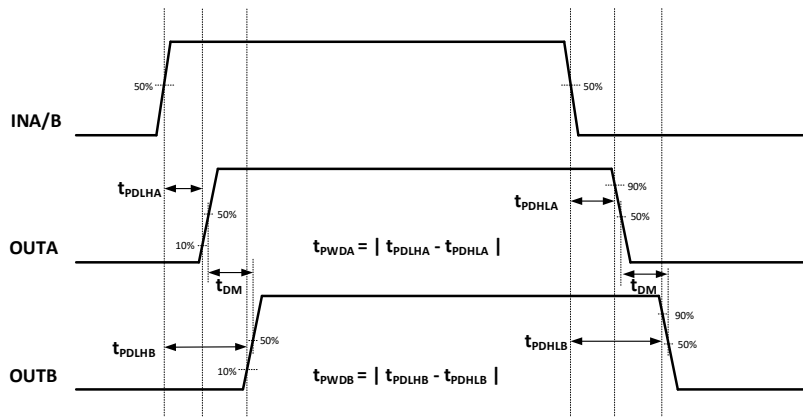 50%
50%
INA/B
tPDLHA
tPDHLA
90%
50%
50%
10%
OUTA
tPWDA = | tPDLHA - tPDHLA |
tDM
tDM
tPDLHB
tPDHLB
90%
50%
50%
10%
OUTB
tPWDB = | tPDLHB - tPDHLB |